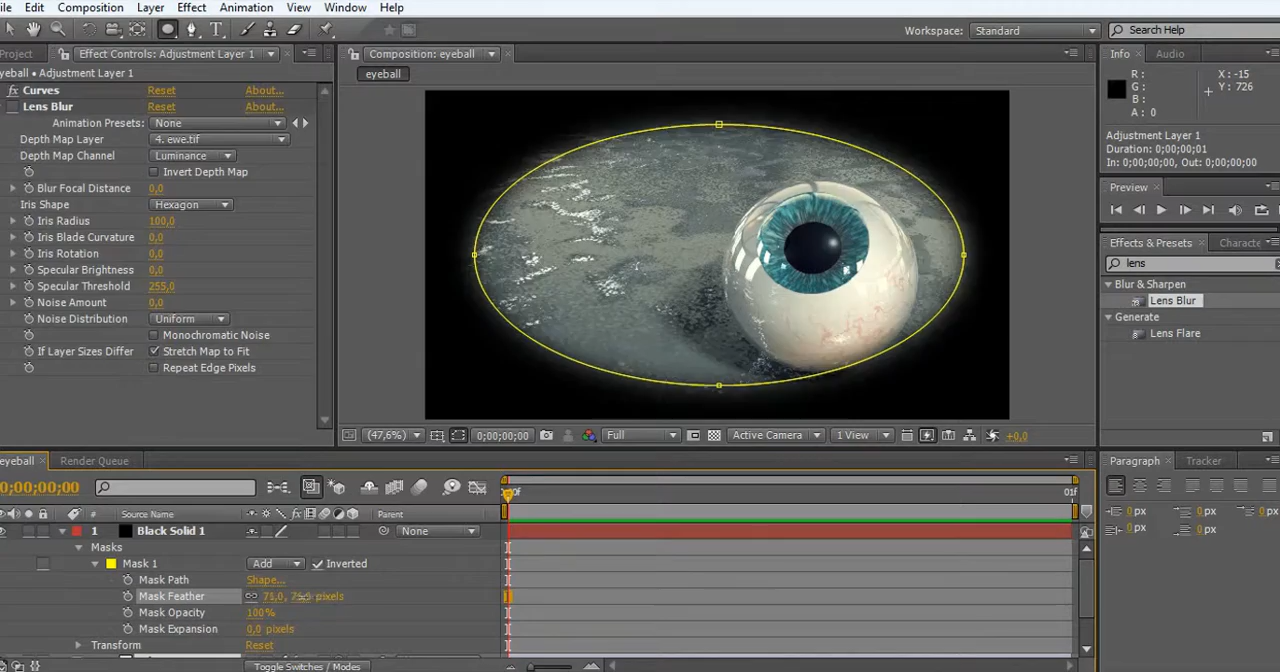 ile Edit Composition Layer Effect Animation View Window Help
Workspace: Standard Search Help
Project Effect Controls: Adjustment Layer 1
Composition: eyeball
Info Audio
eyeball • Adjustment Layer 1
eyeball
R: X: -15
G: Y: 726
B:
A: 0
Curves Reset About...
Lens Blur Reset About...
Animation Presets: None
Depth Map Layer 4. ewe.tif
Depth Map Channel Luminance
Invert Depth Map
Blur Focal Distance 0,0
Iris Shape Hexagon
Iris Radius 100,0
Iris Blade Curvature 0,0
Iris Rotation 0,0
Specular Brightness 0,0
Specular Threshold 255,0
Noise Amount 0,0
Noise Distribution Uniform
Monochromatic Noise
If Layer Sizes Differ Stretch Map to Fit
Repeat Edge Pixels
Adjustment Layer 1
Duration: 0;00;00;01
In: 0;00;00;00, Out: 0;00;00;00
Preview
Effects & Presets Characte
lens
Blur & Sharpen
Lens Blur
Generate
Lens Flare
(47,6%) 0;00;00;00 Full Active Camera 1 View +0,0
eyeball Render Queue
0;00;00;00
# Source Name Parent
01f
1 Black Solid 1 None
Masks
Mask 1 Add Inverted
Mask Path Shape...
Mask Feather pixels
Mask Opacity 100%
Mask Expansion 0,0 pixels
Transform Reset
Toggle Switches / Modes
Paragraph Tracker
0 px 0 px 0 px
0 px 0 px